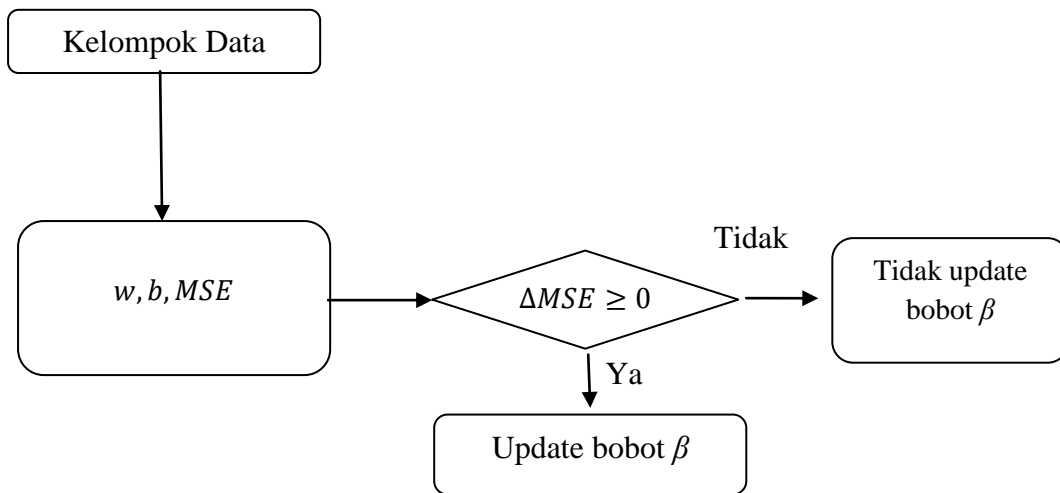 Kelompok Data
w, b, MSE
ΔMSE ≥ 0
Tidak
Tidak update
bobot β
Ya
Update bobot β